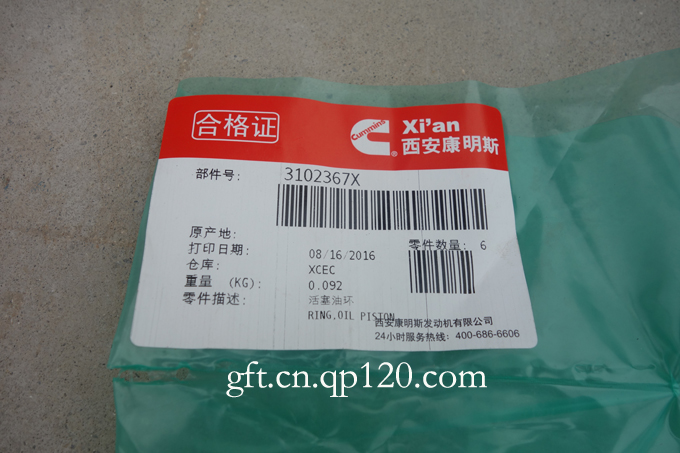 合格证
Cummins
Xi'an
西安康明斯
部件号: 3102367X
原产地:
打印日期: 08/16/2016 零件数量: 6
仓库: XCEC
重量 (KG): 0.092
零件描述: 活塞油环
RING,OIL PISTON
西安康明斯发动机有限公司
24小时服务热线: 400-686-6606
gft.cn.qp120.com